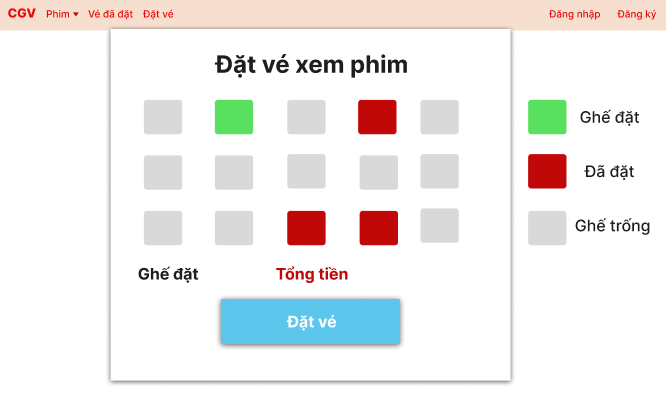 CGV Phim Vé đã đặt Đặt vé Đăng nhập Đăng ký
Đặt vé xem phim
Ghế đặt
Đã đặt
Ghế trống
Ghế đặt Tổng tiền
Đặt vé